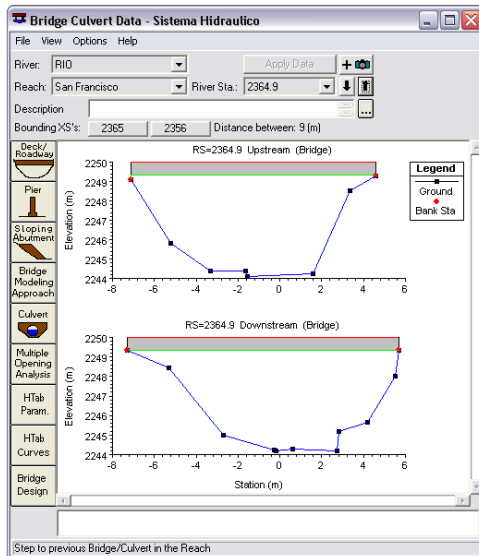 Bridge Culvert Data - Sistema Hidraulico
File View Options Help
River: RIO Apply Data +
Reach: San Francisco River Sta.: 2364.9
Description ...
Bounding XS's: 2365 2356 Distance between: 9 (m)
Deck/
Roadway
Pier
Sloping
Abutment
Bridge
Modeling
Approach
Culvert
Multiple
Opening
Analysis
HTab
Param.
HTab
Curves
Bridge
Design
RS=2364.9 Upstream (Bridge)
Elevation (m)
2250
2249
2248
2247
2246
2245
2244
-8 -6 -4 -2 0 2 4 6
Legend
Ground
Bank Sta
RS=2364.9 Downstream (Bridge)
Elevation (m)
2250
2249
2248
2247
2246
2245
2244
-8 -6 -4 -2 0 2 4 6
Station (m)
Step to previous Bridge/Culvert in the Reach